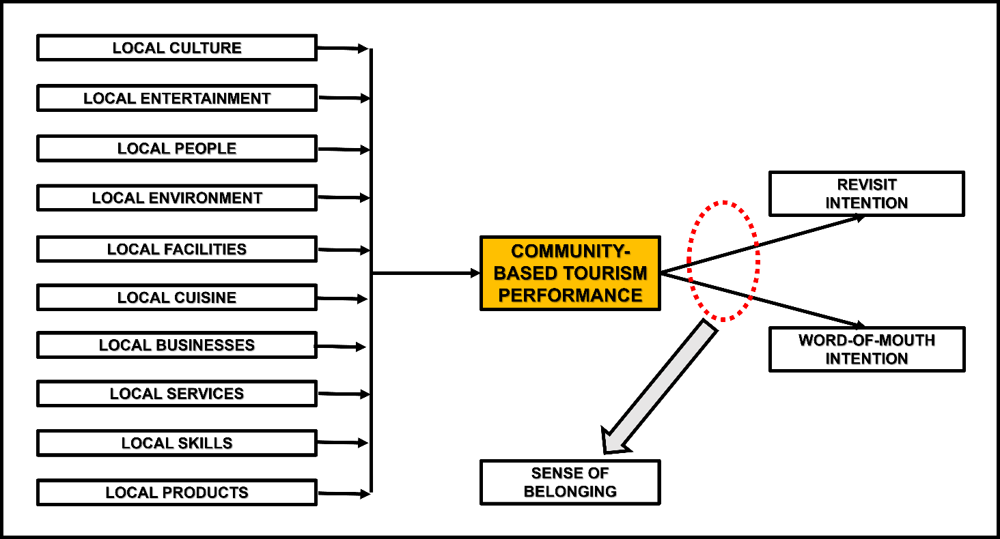 LOCAL CULTURE
LOCAL ENTERTAINMENT
LOCAL PEOPLE
LOCAL ENVIRONMENT
LOCAL FACILITIES
LOCAL CUISINE
LOCAL BUSINESSES
LOCAL SERVICES
LOCAL SKILLS
LOCAL PRODUCTS
COMMUNITY-
BASED TOURISM
PERFORMANCE
REVISIT
INTENTION
WORD-OF-MOUTH
INTENTION
SENSE OF
BELONGING